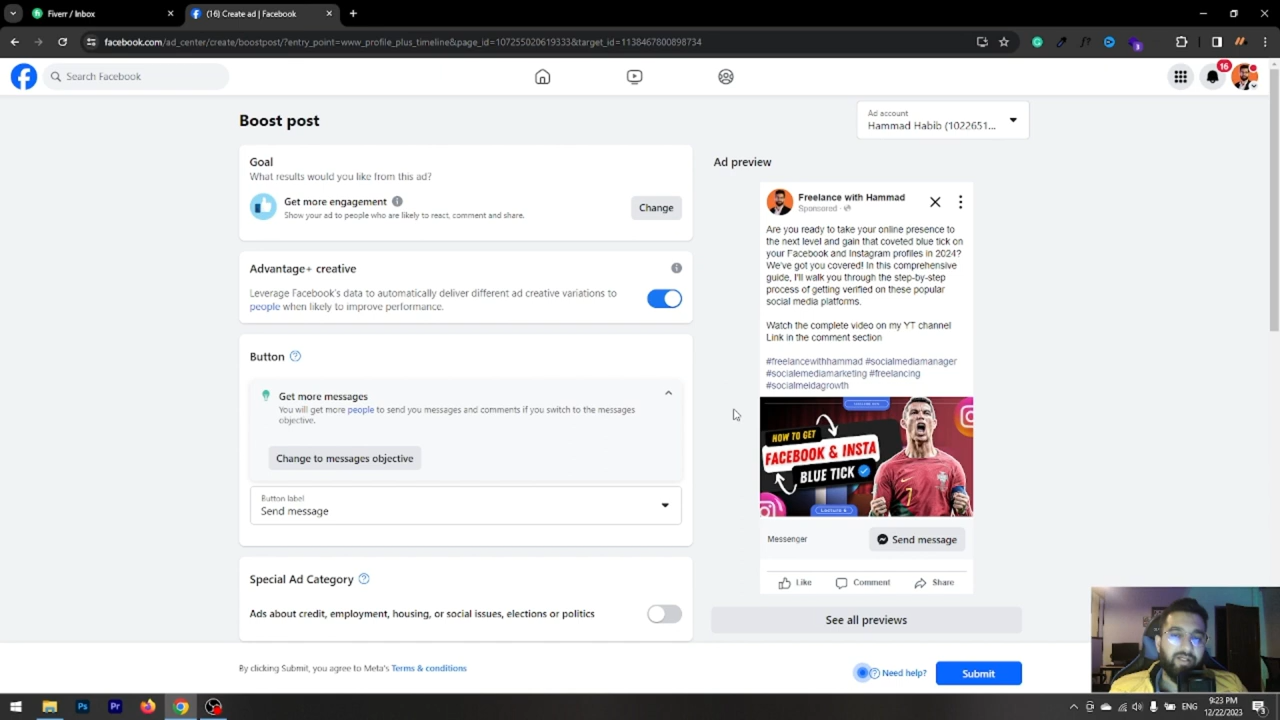 Fiverr / Inbox
(16) Create ad | Facebook
facebook.com/ad_center/create/boostpost/?entry_point=www_profile_plus_timeline&page_id=107255020619333&target_id=1138467800898734
Search Facebook
16
Boost post
Ad account
Hammad Habib (1022651...
Goal
What results would you like from this ad?
Get more engagement
Show your ad to people who are likely to react, comment and share.
Change
Advantage+ creative
Leverage Facebook's data to automatically deliver different ad creative variations to
people when likely to improve performance.
Button
Get more messages
You will get more people to send you messages and comments if you switch to the messages
objective.
Change to messages objective
Button label
Send message
Special Ad Category
Ads about credit, employment, housing, or social issues, elections or politics
By clicking Submit, you agree to Meta's Terms & conditions
Ad preview
Freelance with Hammad
Sponsored
Are you ready to take your online presence to
the next level and gain that coveted blue tick on
your Facebook and Instagram profiles in 2024?
We've got you covered! In this comprehensive
guide, I'll walk you through the step-by-step
process of getting verified on these popular
social media platforms.
Watch the complete video on my YT channel
Link in the comment section
#freelancewithhammad #socialmediamanager
#socialemediamarketing #freelancing
#socialmeidagrowth
HOW TO GET
FACEBOOK & INSTA
BLUE TICK
7
Lecture 6
Messenger
Send message
Like
Comment
Share
See all previews
Need help?
Submit
Ps
Pr
ENG
9:23 PM
12/22/2023
3